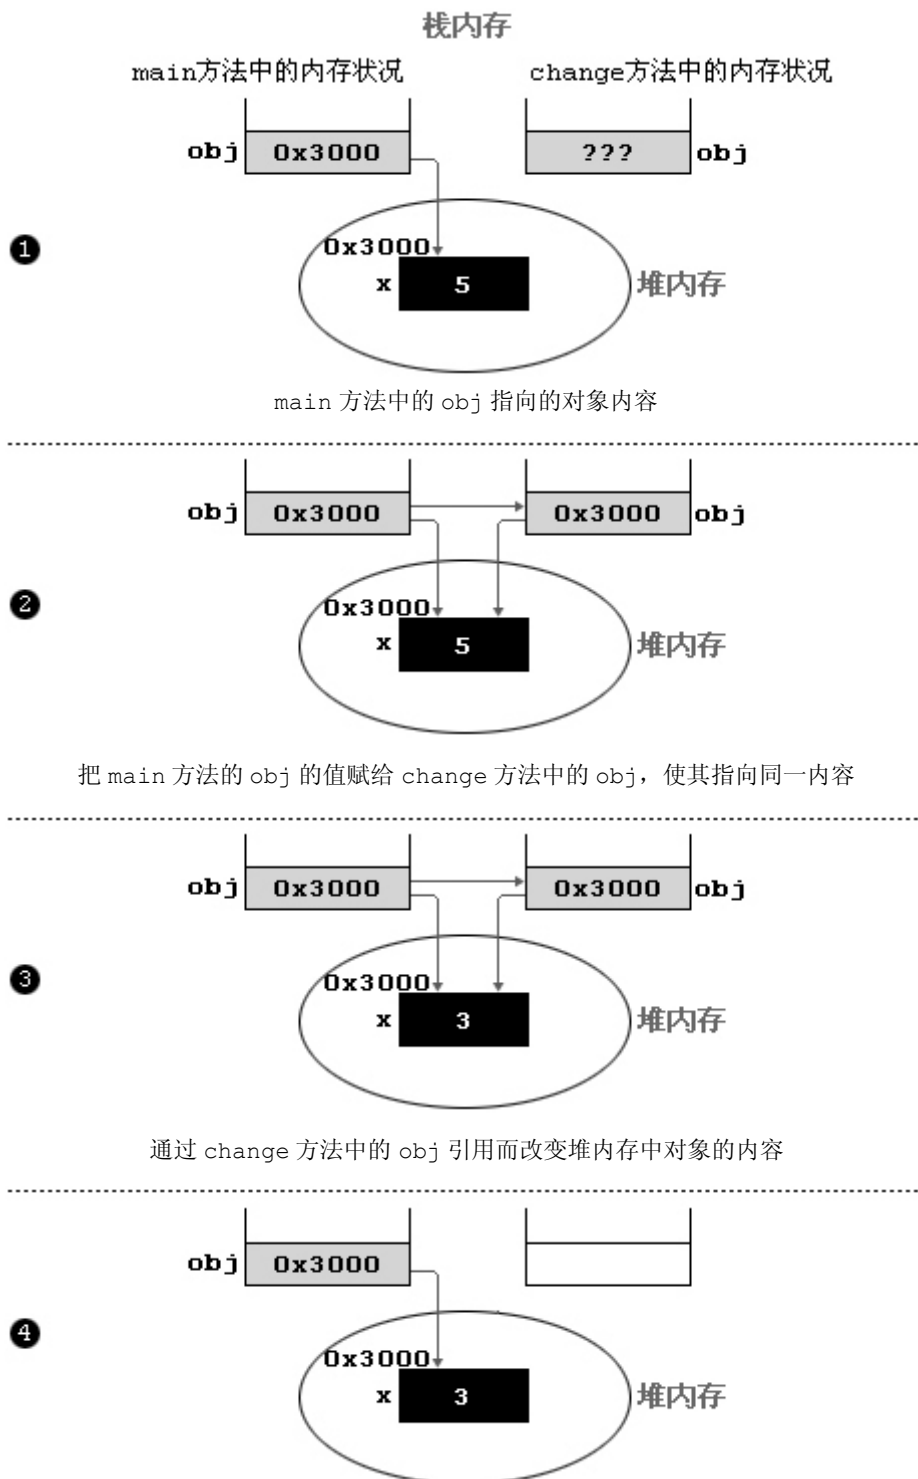 栈内存
main方法中的内存状况 change方法中的内存状况
obj 0x3000 ??? obj
1
0x3000
x 5 堆内存
main 方法中的 obj 指向的对象内容
obj 0x3000 0x3000 obj
2
0x3000
x 5 堆内存
把 main 方法的 obj 的值赋给 change 方法中的 obj，使其指向同一内容
obj 0x3000 0x3000 obj
3
0x3000
x 3 堆内存
通过 change 方法中的 obj 引用而改变堆内存中对象的内容
obj 0x3000
4
0x3000
x 3 堆内存